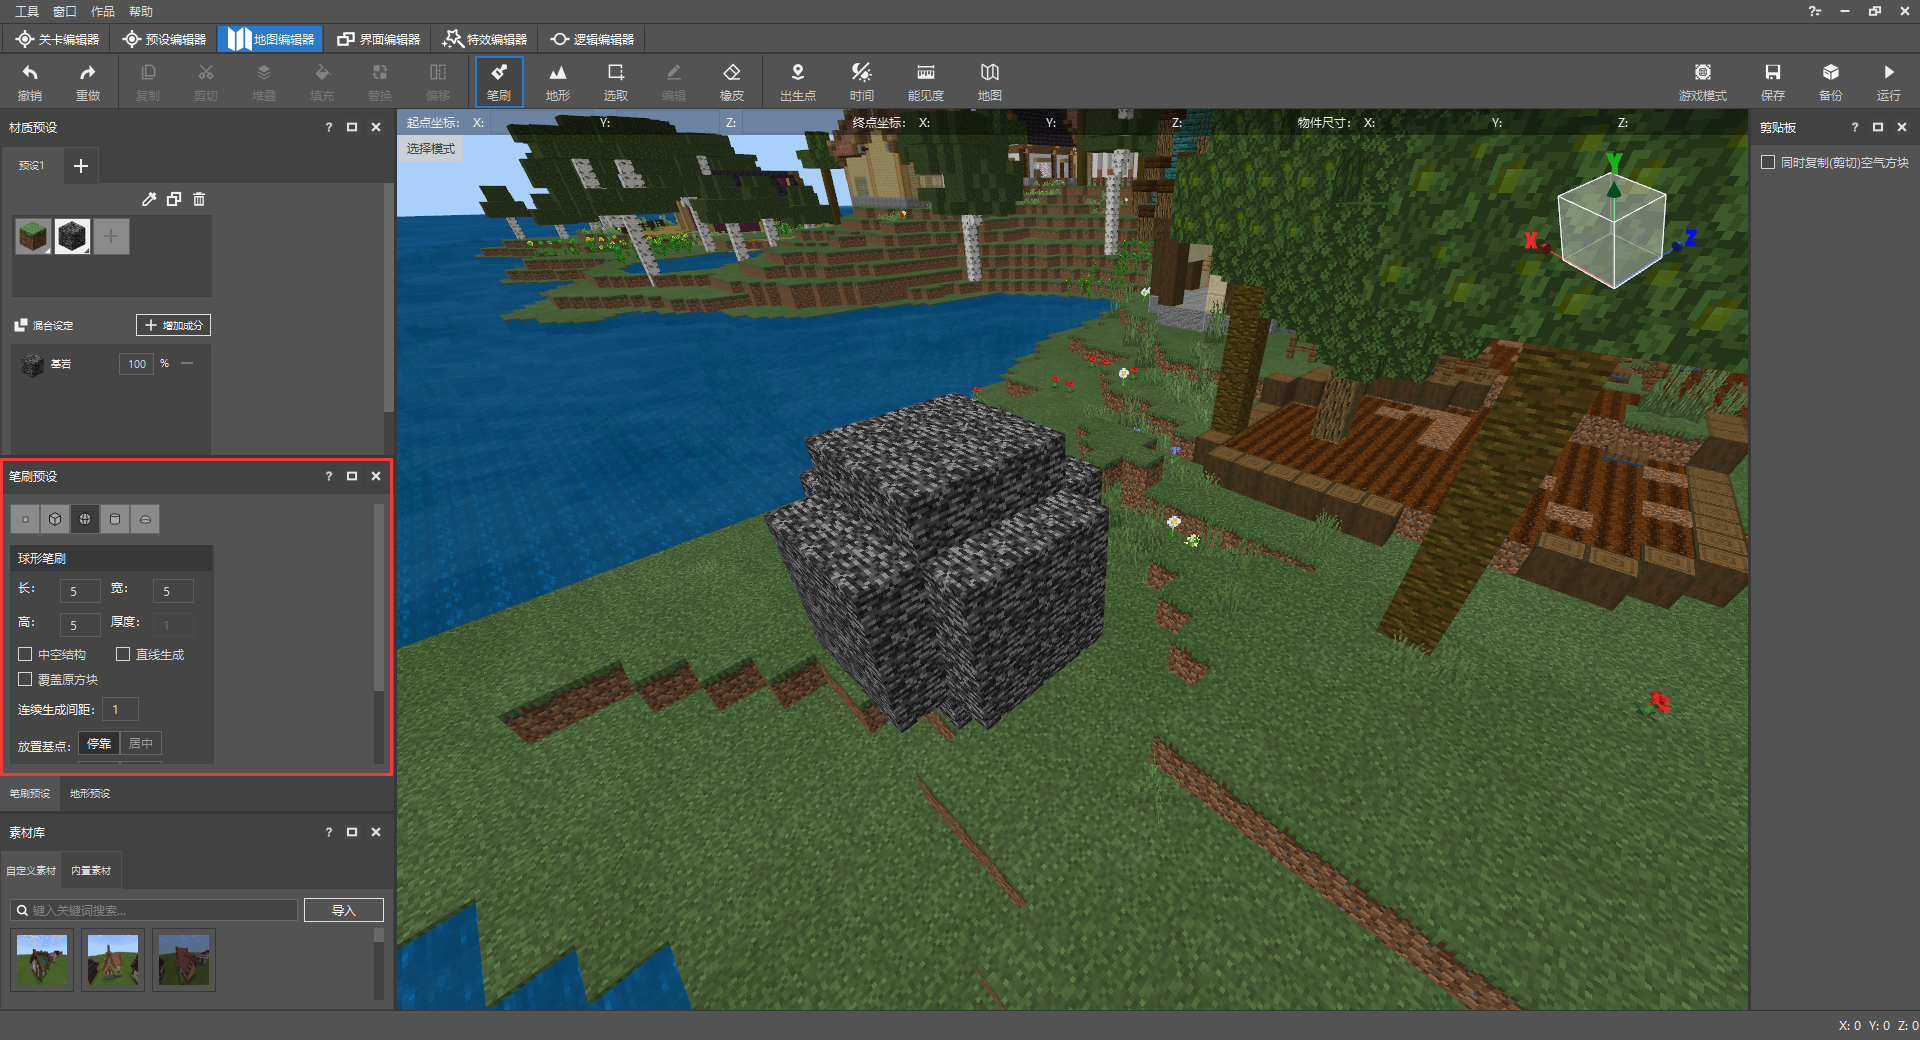 工具 窗口 作品 帮助
关卡编辑器 预设编辑器 地图编辑器 界面编辑器 特效编辑器 逻辑编辑器
撤销 重做 复制 剪切 堆叠 填充 替换 偏移 笔刷 地形 选取 编辑 橡皮 出生点 时间 能见度 地图 游戏模式 保存 备份 运行
材质预设 ?
起点坐标: X: Y: Z: 终点坐标: X: Y: Z: 物件尺寸: X: Y: Z:
剪贴板 ?
选择模式
同时复制(剪切)空气方块
预设1
Y
X
Z
混合设定 增加成分
基岩 100 %
笔刷预设 ?
球形笔刷
长: 5 宽: 5
高: 5 厚度: 1
中空结构 直线生成
覆盖原方块
连续生成间距: 1
放置基点: 停靠 居中
笔刷预设 地形预设
素材库 ?
自定义素材 内置素材
键入关键词搜索... 导入
X: 0 Y: 0 Z: 0